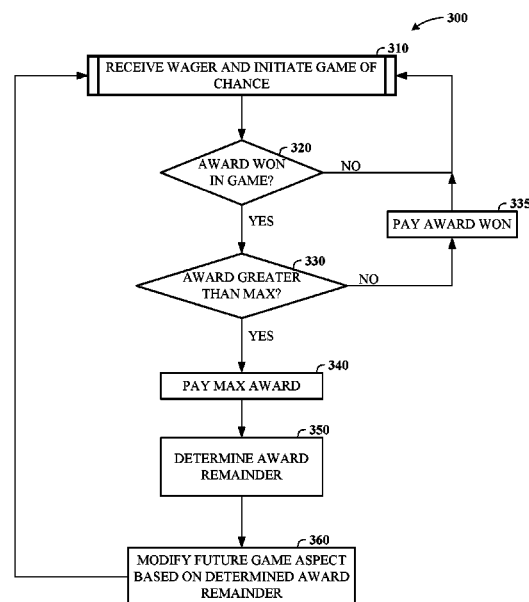 300
310
RECEIVE WAGER AND INITIATE GAME OF
CHANCE
320
AWARD WON
IN GAME?
NO
335
PAY AWARD WON
YES
330
AWARD GREATER
THAN MAX?
NO
YES
340
PAY MAX AWARD
350
DETERMINE AWARD
REMAINDER
360
MODIFY FUTURE GAME ASPECT
BASED ON DETERMINED AWARD
REMAINDER